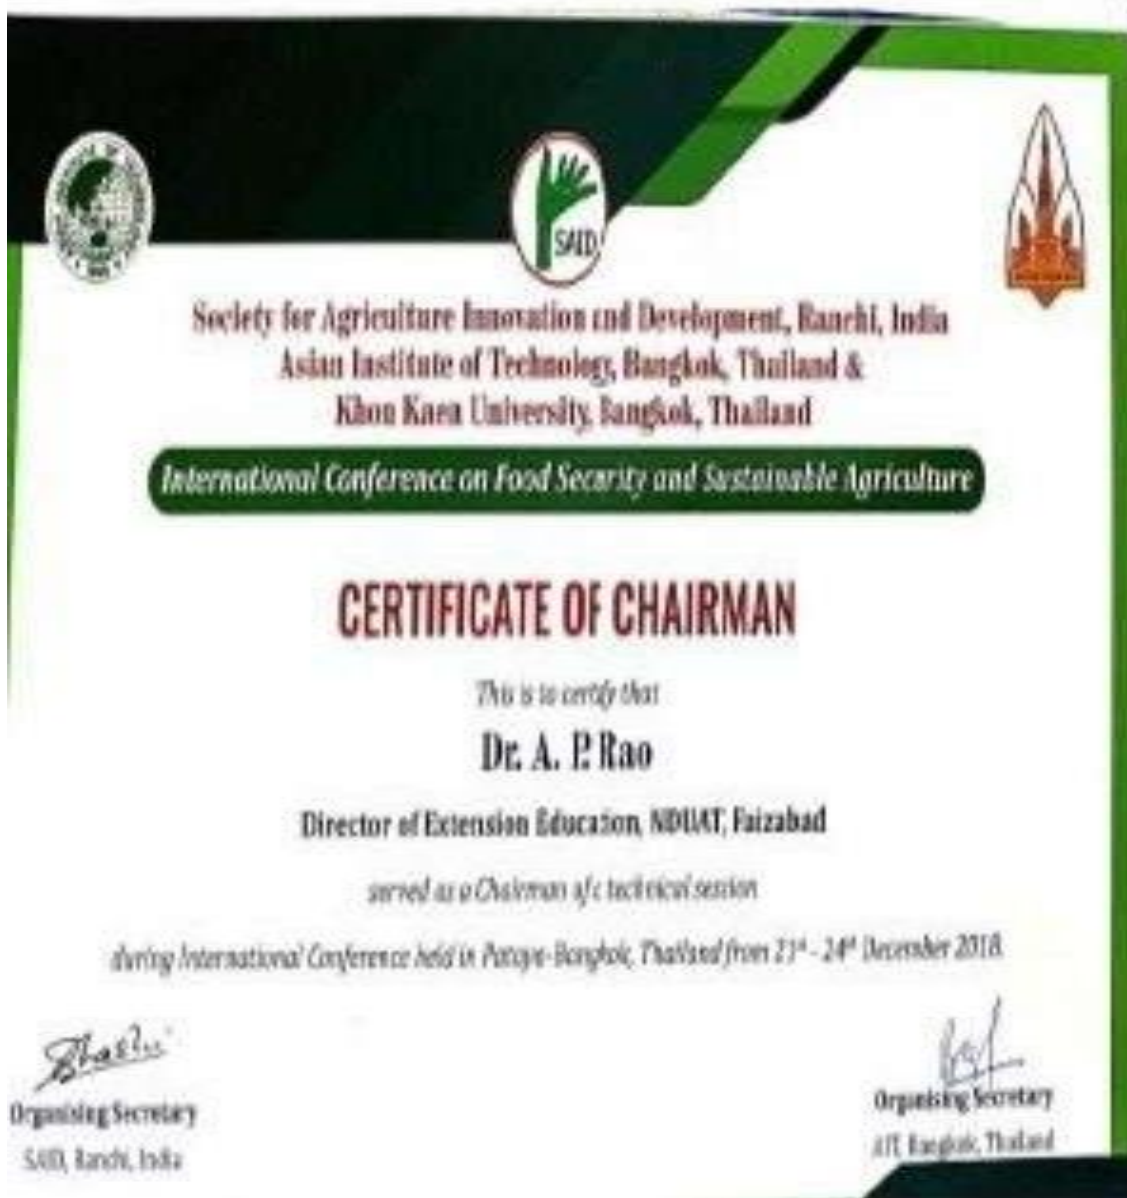 SAID
Society for Agriculture Innovation and Development, Ranchi, India
Asian Institute of Technology, Bangkok, Thailand &
Khon Kaen University, Bangkok, Thailand
International Conference on Food Security and Sustainable Agriculture
CERTIFICATE OF CHAIRMAN
This is to certify that
Dr. A. P. Rao
Director of Extension Education, NDUAT, Faizabad
served as a Chairman of a technical session
during International Conference held in Pataya-Bangkok, Thailand from 21st - 24th December 2018.
Organising Secretary
SAID, Ranchi, India
Organising Secretary
AIT, Bangkok, Thailand